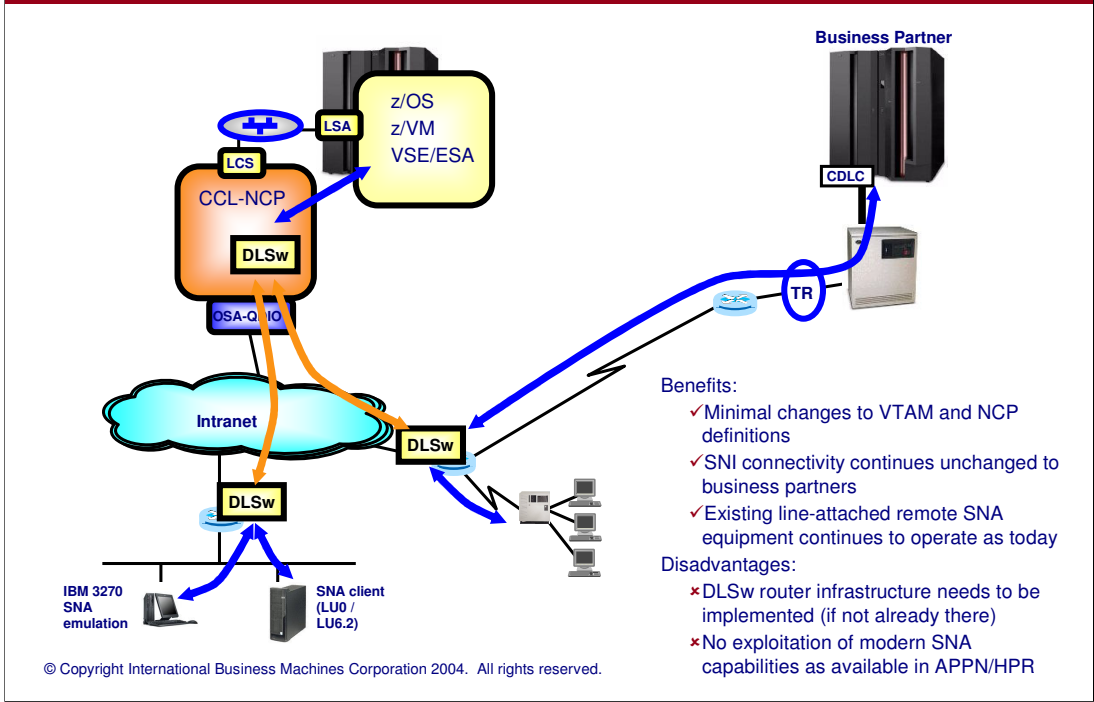 Business Partner
z/OS
z/VM
VSE/ESA
LSA
LCS
CCL-NCP
DLSw
OSA-QDIO
CDLC
TR
Intranet
DLSw
DLSw
IBM 3270
SNA
emulation
SNA client
(LU0 /
LU6.2)
Benefits:
✓Minimal changes to VTAM and NCP
definitions
✓SNI connectivity continues unchanged to
business partners
✓Existing line-attached remote SNA
equipment continues to operate as today
Disadvantages:
×DLSw router infrastructure needs to be
implemented (if not already there)
×No exploitation of modern SNA
capabilities as available in APPN/HPR
© Copyright International Business Machines Corporation 2004. All rights reserved.